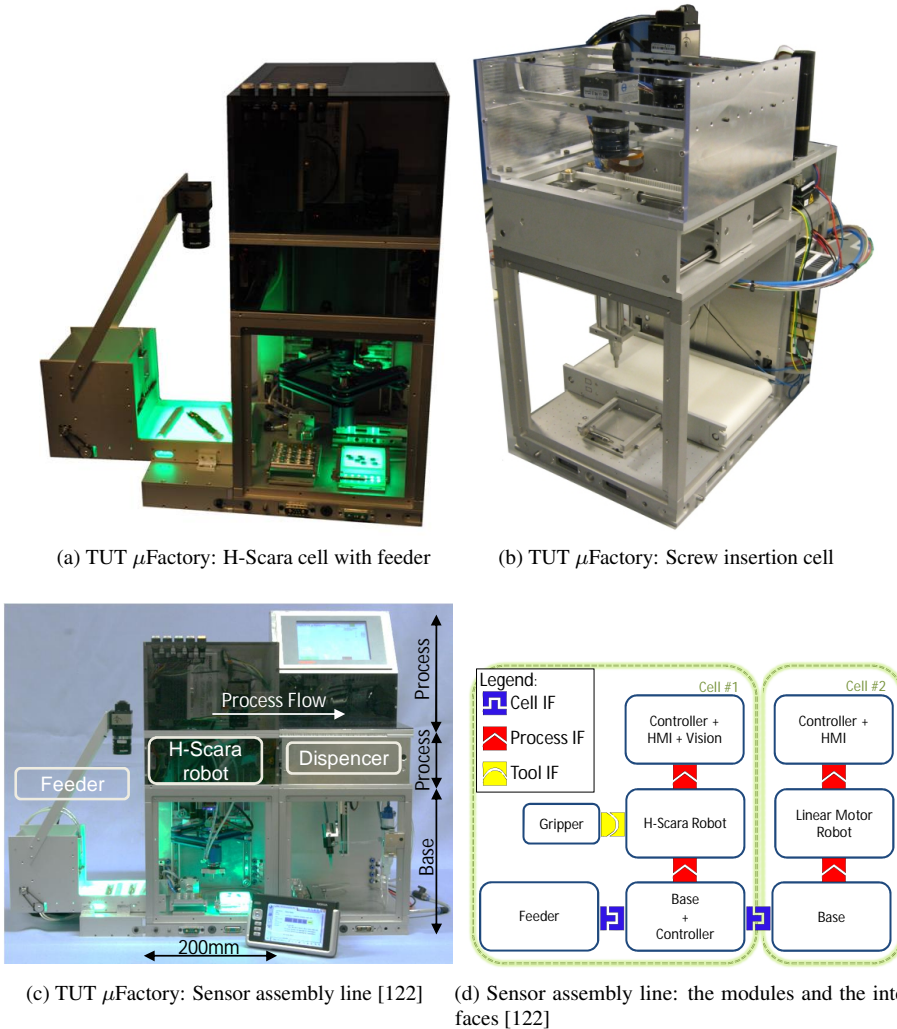 (a) TUT μFactory: H-Scara cell with feeder
(b) TUT μFactory: Screw insertion cell
Process Flow
Feeder
H-Scara
robot
Dispencer
Process
Process
Base
200mm
(c) TUT μFactory: Sensor assembly line [122]
Legend:
Cell IF
Process IF
Tool IF
Cell #1
Cell #2
Controller +
HMI + Vision
Controller +
HMI
Gripper
H-Scara Robot
Linear Motor
Robot
Feeder
Base
+
Controller
Base
(d) Sensor assembly line: the modules and the inte
faces [122]